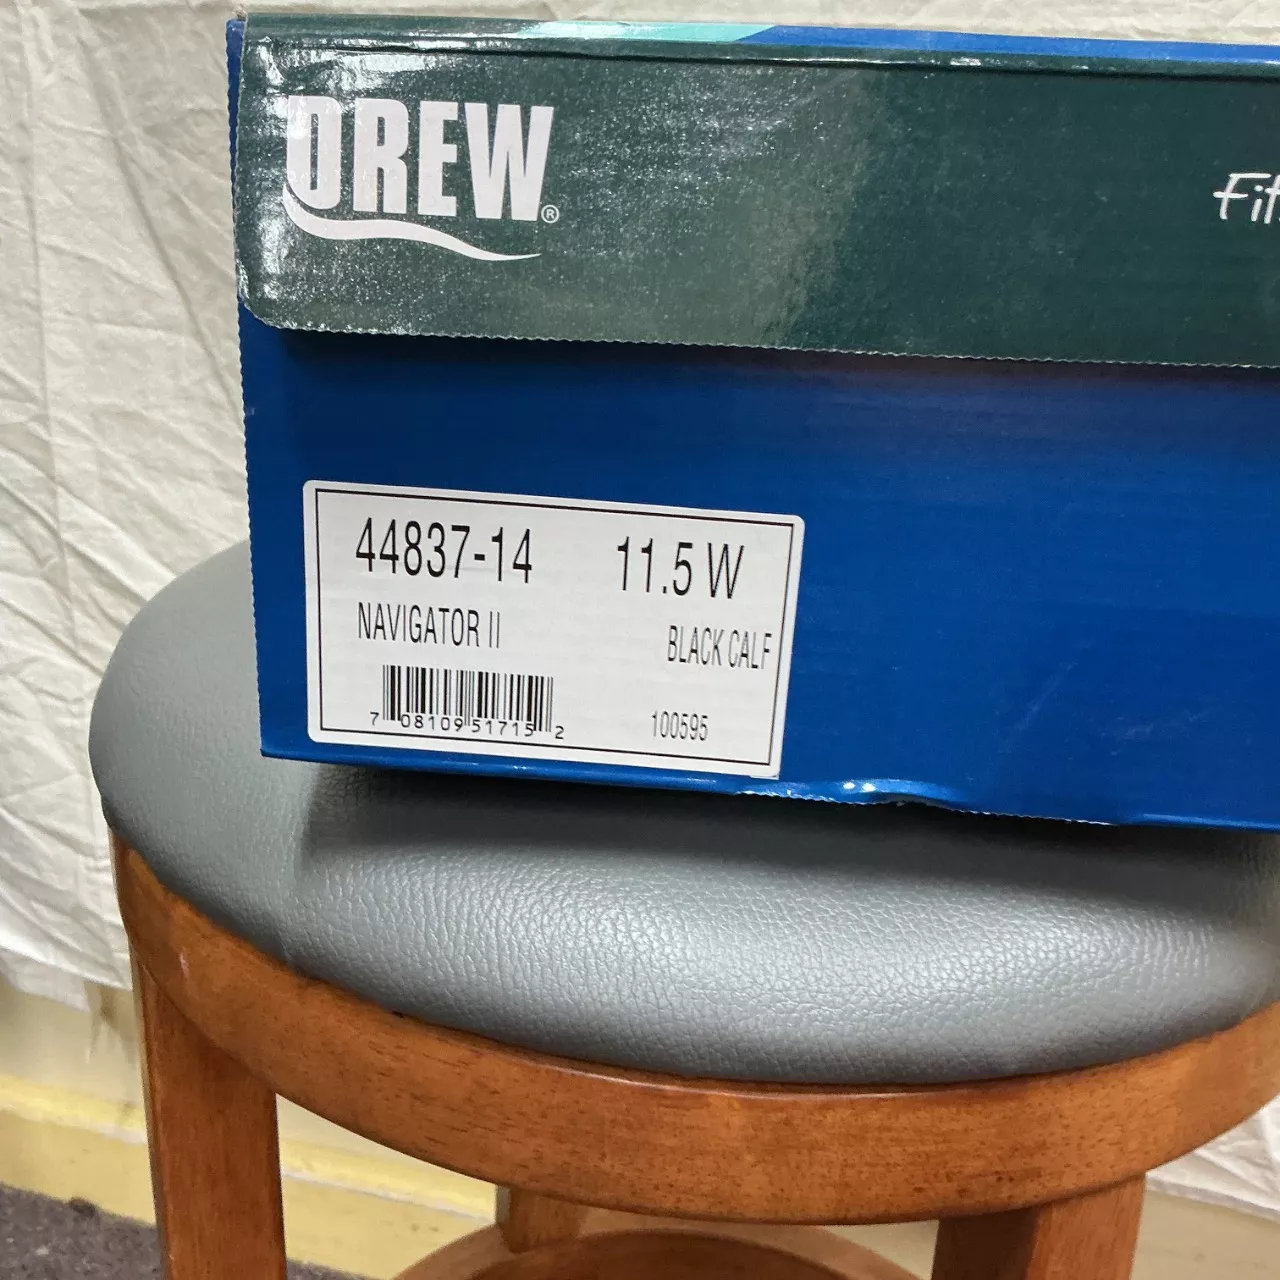 DREW®
44837-14 11.5 W
NAVIGATOR II BLACK CALF
7 08109 51715 2 100595